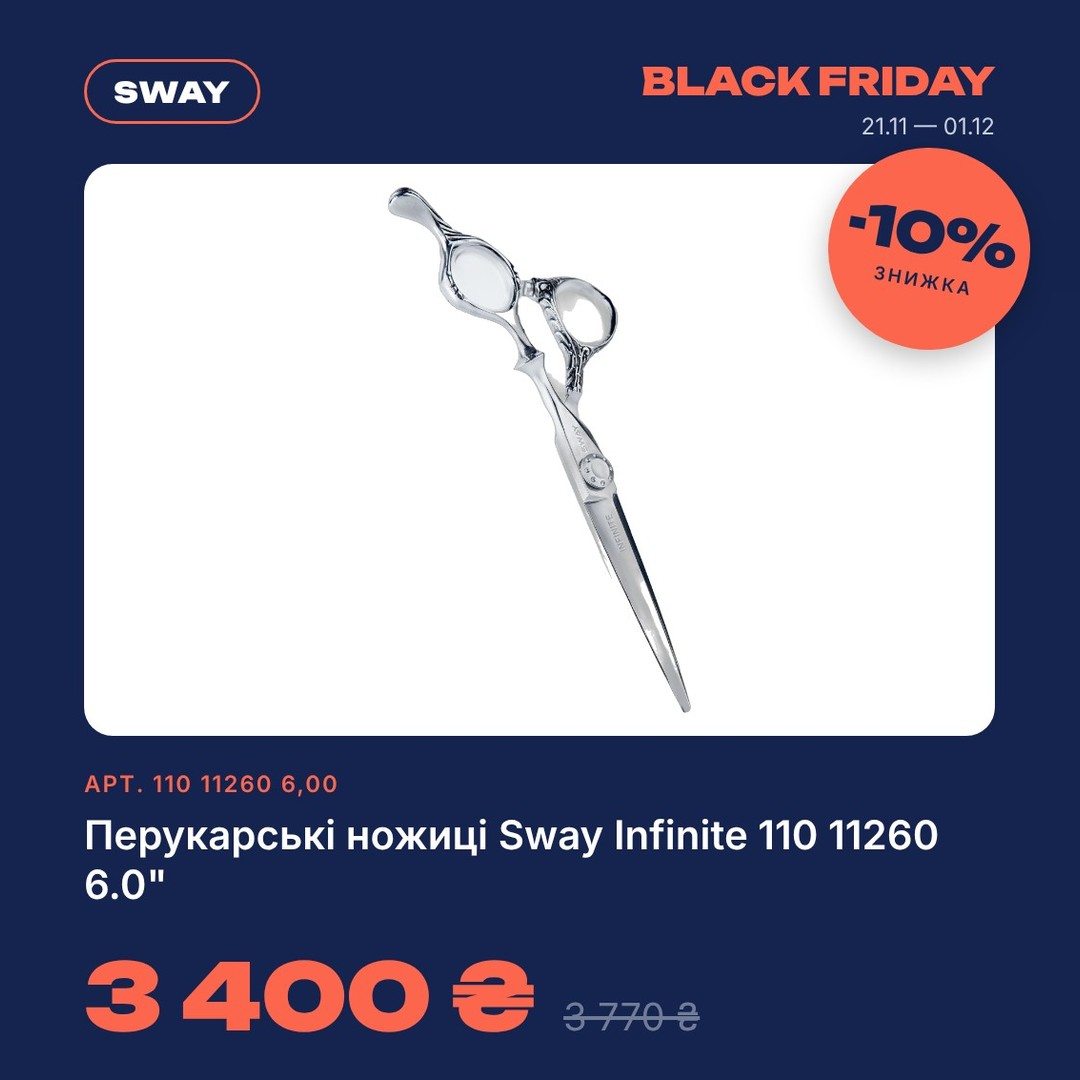 SWAY
BLACK FRIDAY
21.11 — 01.12
-10%
ЗНИЖКА
SWAY
INFINITE
АРТ. 110 11260 6,00
Перукарські ножиці Sway Infinite 110 11260
6.0"
3 400 ₴
3 770 ₴